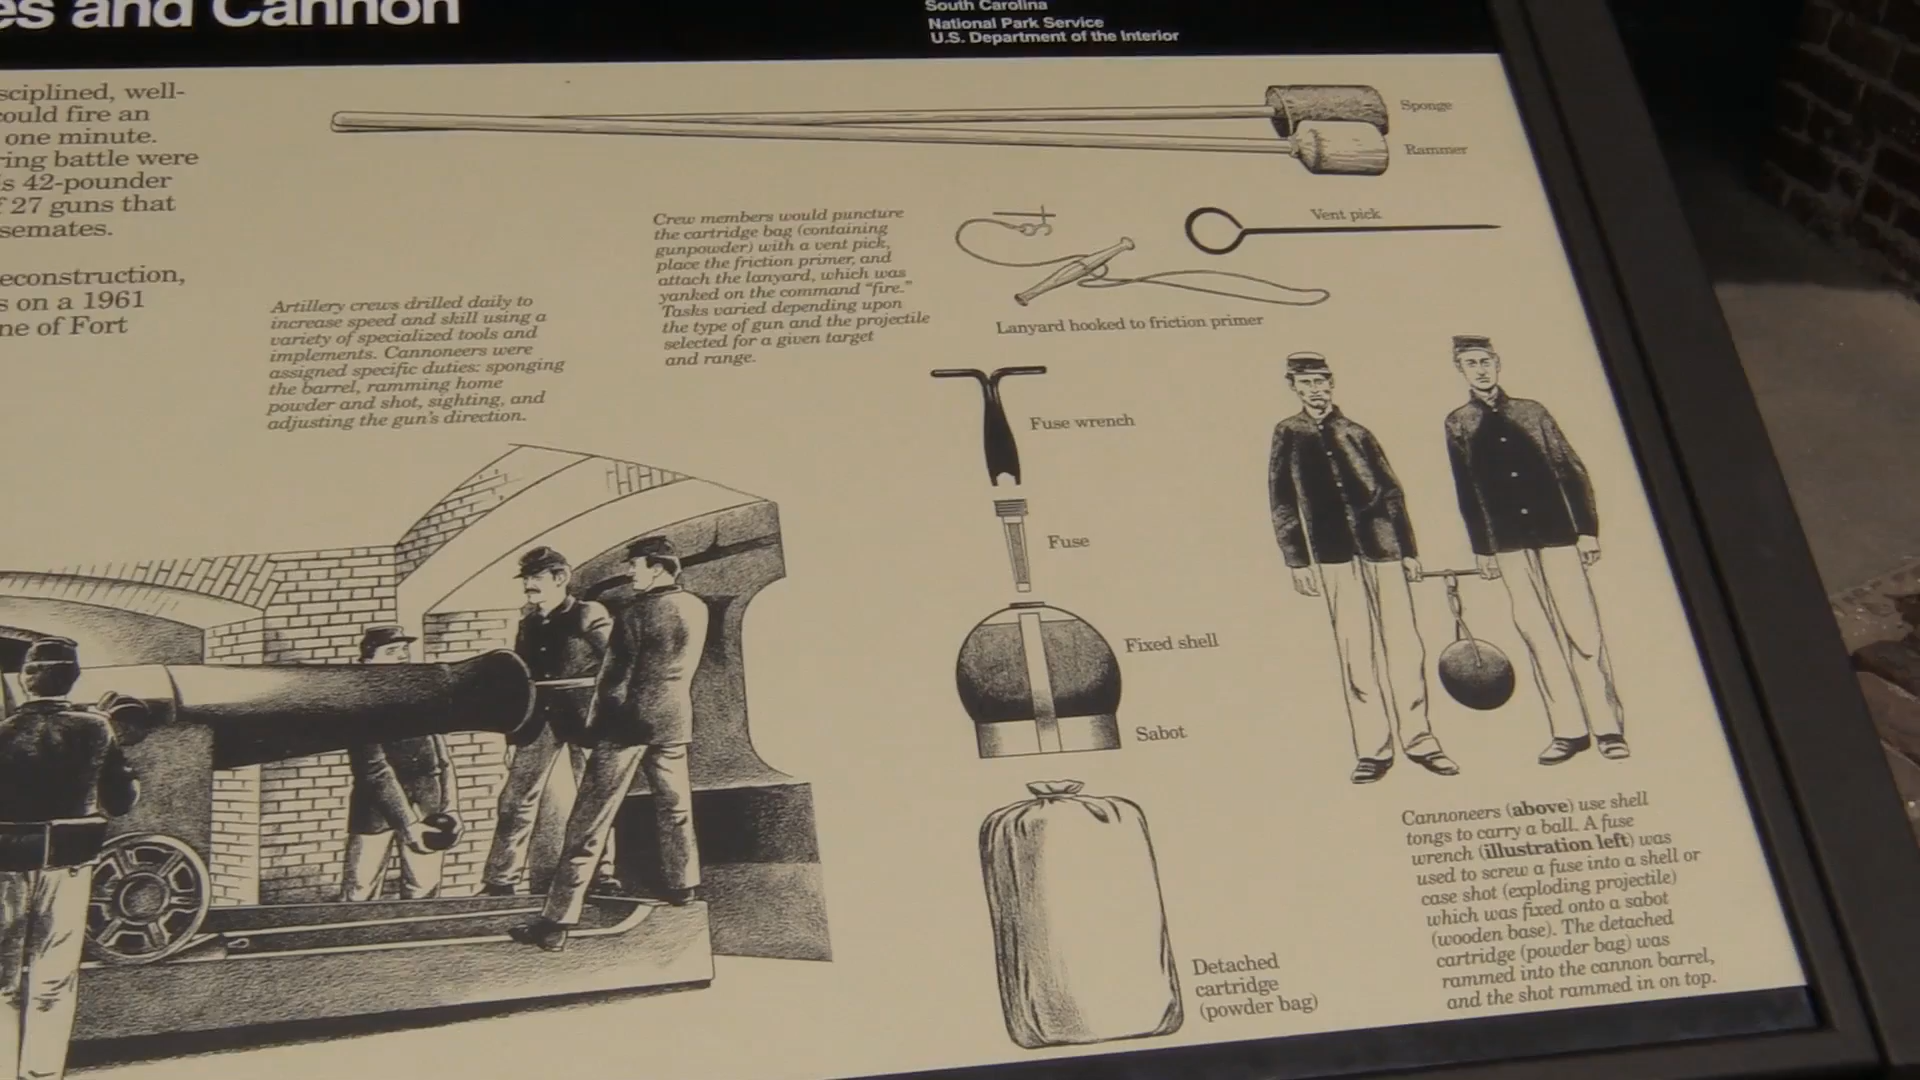 es and Cannon
South Carolina
National Park Service
U.S. Department of the Interior
sciplined, well-
could fire an
one minute.
ring battle were
is 42-pounder
f 27 guns that
semates.
econstruction,
s on a 1961
ne of Fort
Artillery crews drilled daily to
increase speed and skill using a
variety of specialized tools and
implements. Cannoneers were
assigned specific duties: sponging
the barrel, ramming home
powder and shot, sighting, and
adjusting the gun's direction.
Crew members would puncture
the cartridge bag (containing
gunpowder) with a vent pick,
place the friction primer, and
attach the lanyard, which was
yanked on the command "fire."
Tasks varied depending upon
the type of gun and the projectile
selected for a given target
and range.
Sponge
Rammer
Vent pick
Lanyard hooked to friction primer
Fuse wrench
Fuse
Fixed shell
Sabot
Detached
cartridge
(powder bag)
Cannoneers (above) use shell
tongs to carry a ball. A fuse
wrench (illustration left) was
used to screw a fuse into a shell or
case shot (exploding projectile)
which was fixed onto a sabot
(wooden base). The detached
cartridge (powder bag) was
rammed into the cannon barrel,
and the shot rammed in on top.